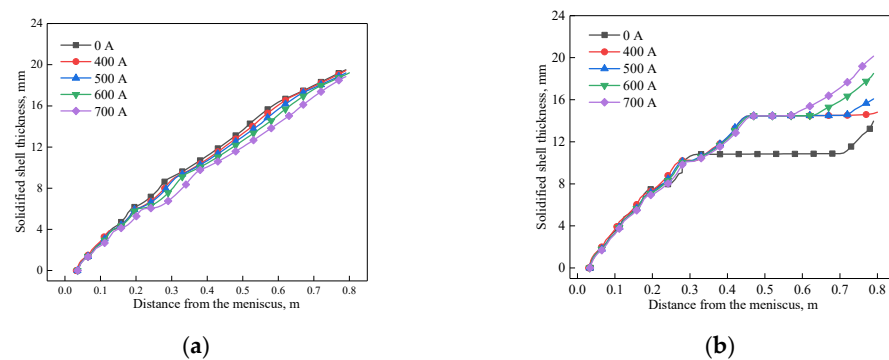 24
20
16
12
8
4
0
Solidified shell thickness, mm
0 A
400 A
500 A
600 A
700 A
0.0 0.1 0.2 0.3 0.4 0.5 0.6 0.7 0.8
Distance from the meniscus, m
(a)
24
20
16
12
8
4
0
Solidified shell thickness, mm
0 A
400 A
500 A
600 A
700 A
0.0 0.1 0.2 0.3 0.4 0.5 0.6 0.7 0.8
Distance from the meniscus, m
(b)